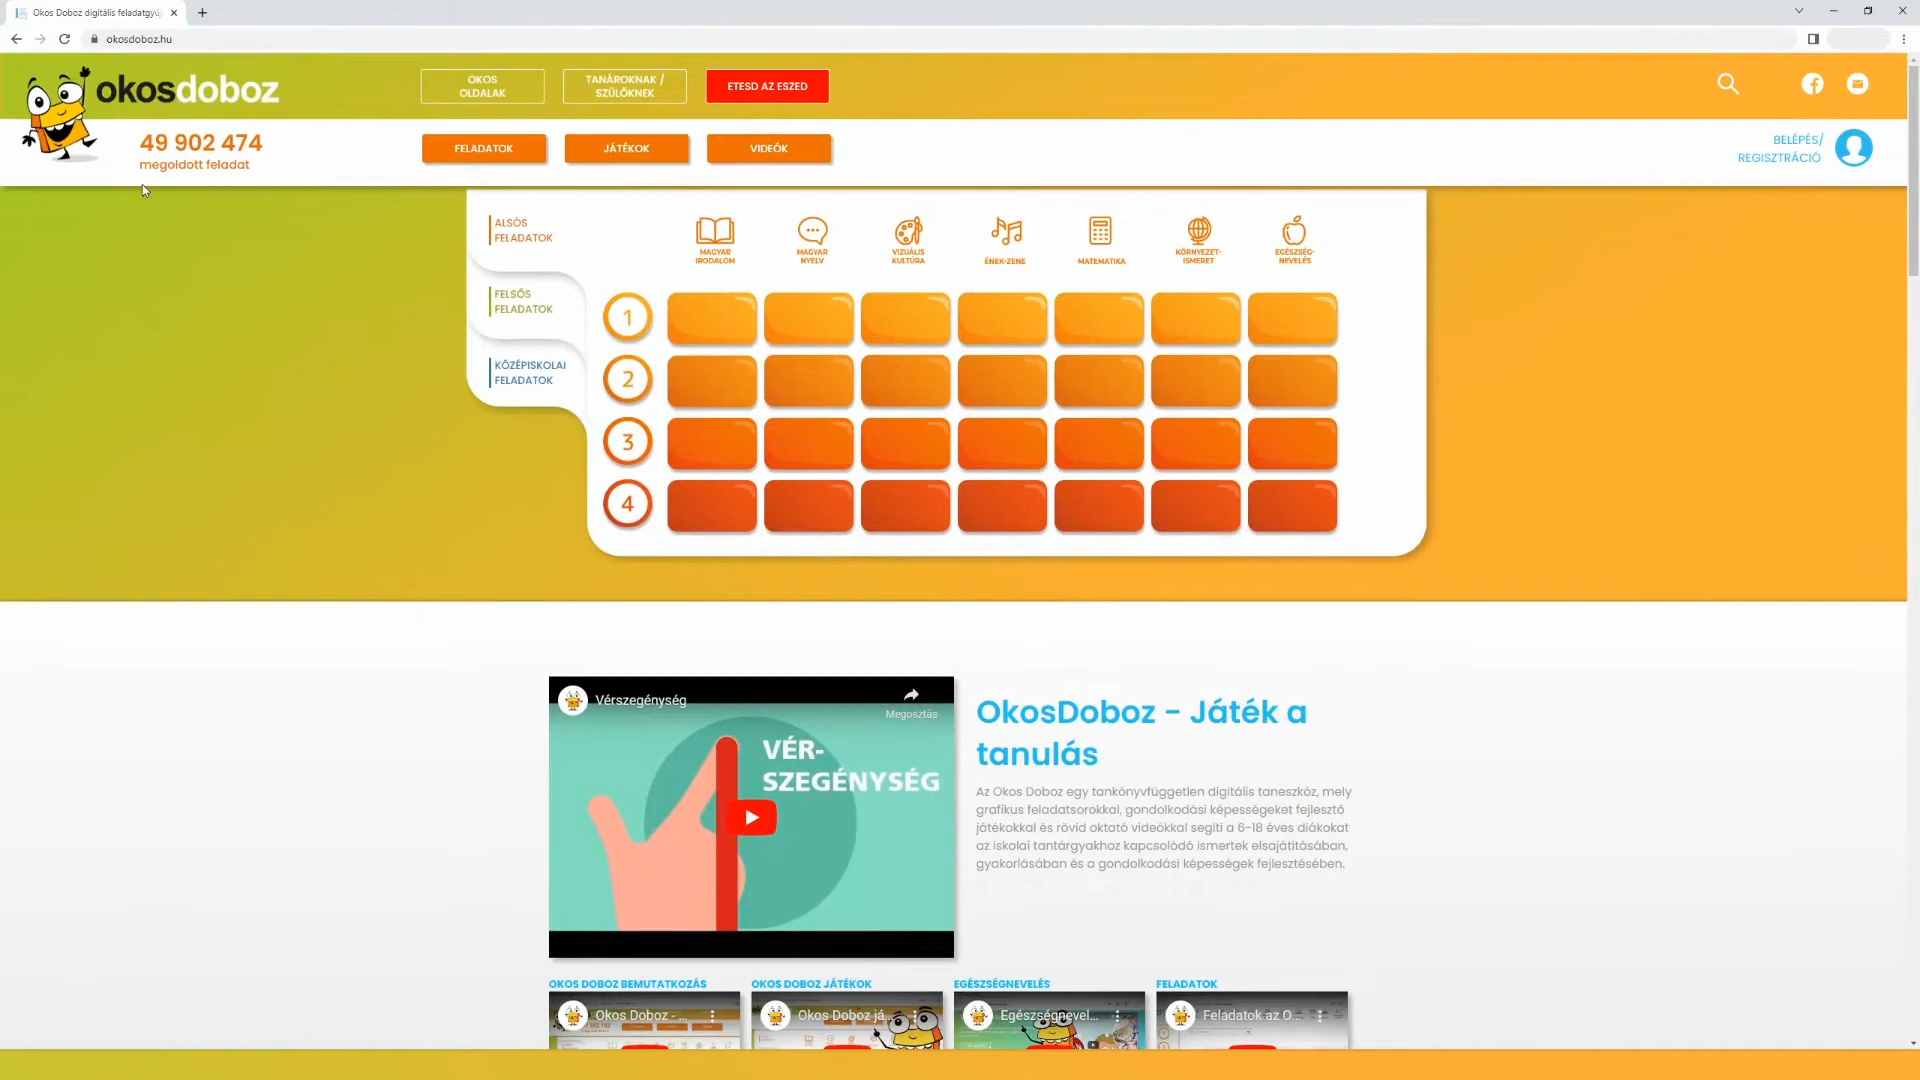 Okos Doboz digitális feladatgyűj
okosdoboz.hu
okosdoboz
OKOS
OLDALAK
TANÁROKNAK /
SZÜLŐKNEK
ETESD AZ ESZED
49 902 474
megoldott feladat
FELADATOK
JÁTÉKOK
VIDEÓK
BELÉPÉS/
REGISZTRÁCIÓ
ALSÓS
FELADATOK
FELSŐS
FELADATOK
KÖZÉPISKOLAI
FELADATOK
MAGYAR
IRODALOM
MAGYAR
NYELV
VIZUÁLIS
KULTÚRA
ÉNEK-ZENE
MATEMATIKA
KÖRNYEZET-
ISMERET
EGÉSZSÉG-
NEVELÉS
1
2
3
4
Vérszegénység
Megosztás
VÉR-
SZEGÉNYSÉG
OkosDoboz - Játék a
tanulás
Az Okos Doboz egy tankönyvfüggetlen digitális taneszköz, mely
grafikus feladatsorokkal, gondolkodási képességeket fejlesztő
játékokkal és rövid oktató videókkal segíti a 6-18 éves diákokat
az iskolai tantárgyakhoz kapcsolódó ismertek elsajátításában,
gyakorlásában és a gondolkodási képességek fejlesztésében.
OKOS DOBOZ BEMUTATKOZÁS
OKOS DOBOZ JÁTÉKOK
EGÉSZSÉGNEVELÉS
FELADATOK
Okos Doboz - ...
Okos Doboz já...
Egészségnevel...
Feladatok az O...